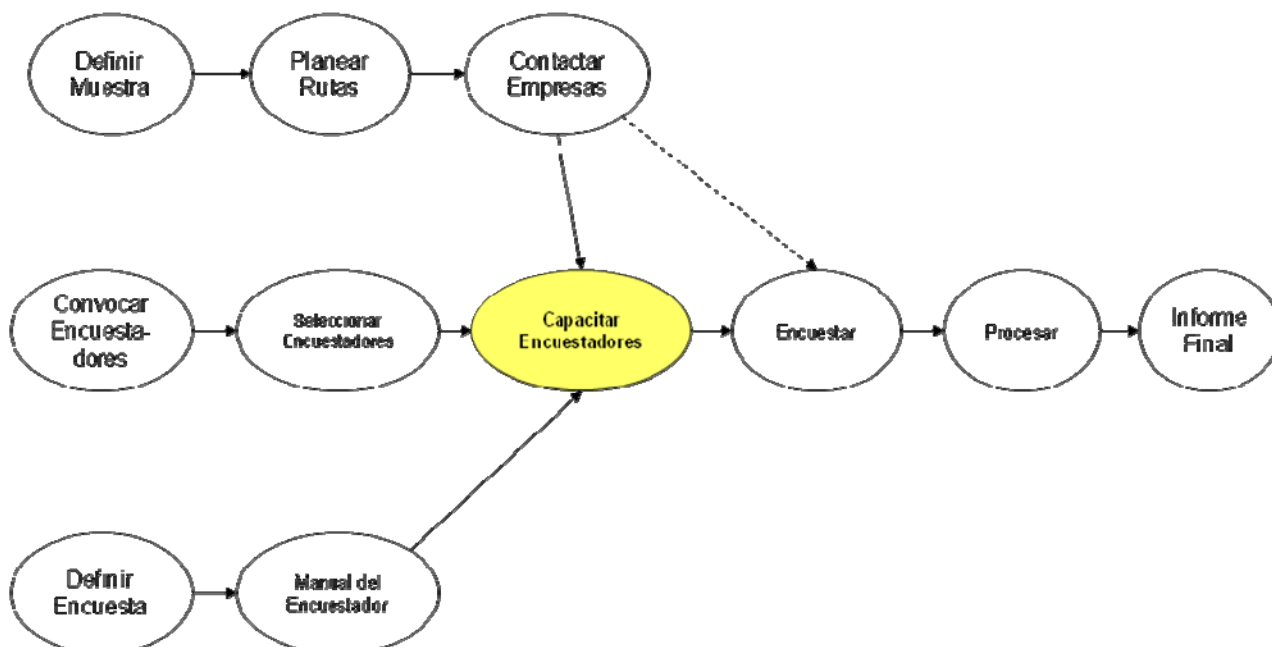 Definir
Muestra
Planear
Rutas
Contactar
Empresas
Convocar
Encuesta-
dores
Seleccionar
Encuestadores
Capacitar
Encuestadores
Encuestar
Procesar
Informe
Final
Definir
Encuesta
Manual del
Encuestador